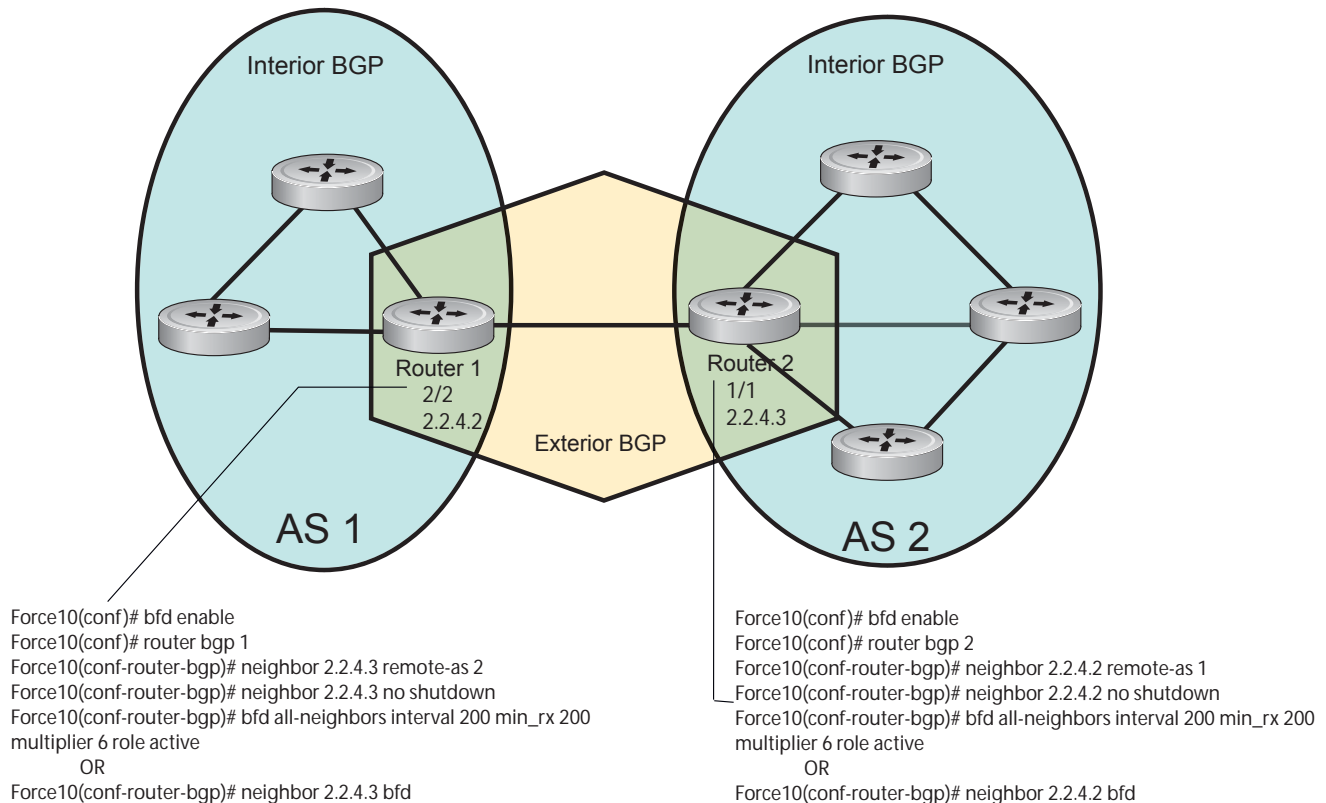 Interior BGP
Interior BGP
Router 1
2/2
2.2.4.2
Router 2
1/1
2.2.4.3
Exterior BGP
AS 1
AS 2
Force10(conf)# bfd enable
Force10(conf)# router bgp 1
Force10(conf-router-bgp)# neighbor 2.2.4.3 remote-as 2
Force10(conf-router-bgp)# neighbor 2.2.4.3 no shutdown
Force10(conf-router-bgp)# bfd all-neighbors interval 200 min_rx 200
multiplier 6 role active
OR
Force10(conf-router-bgp)# neighbor 2.2.4.3 bfd
Force10(conf)# bfd enable
Force10(conf)# router bgp 2
Force10(conf-router-bgp)# neighbor 2.2.4.2 remote-as 1
Force10(conf-router-bgp)# neighbor 2.2.4.2 no shutdown
Force10(conf-router-bgp)# bfd all-neighbors interval 200 min_rx 200
multiplier 6 role active
OR
Force10(conf-router-bgp)# neighbor 2.2.4.2 bfd